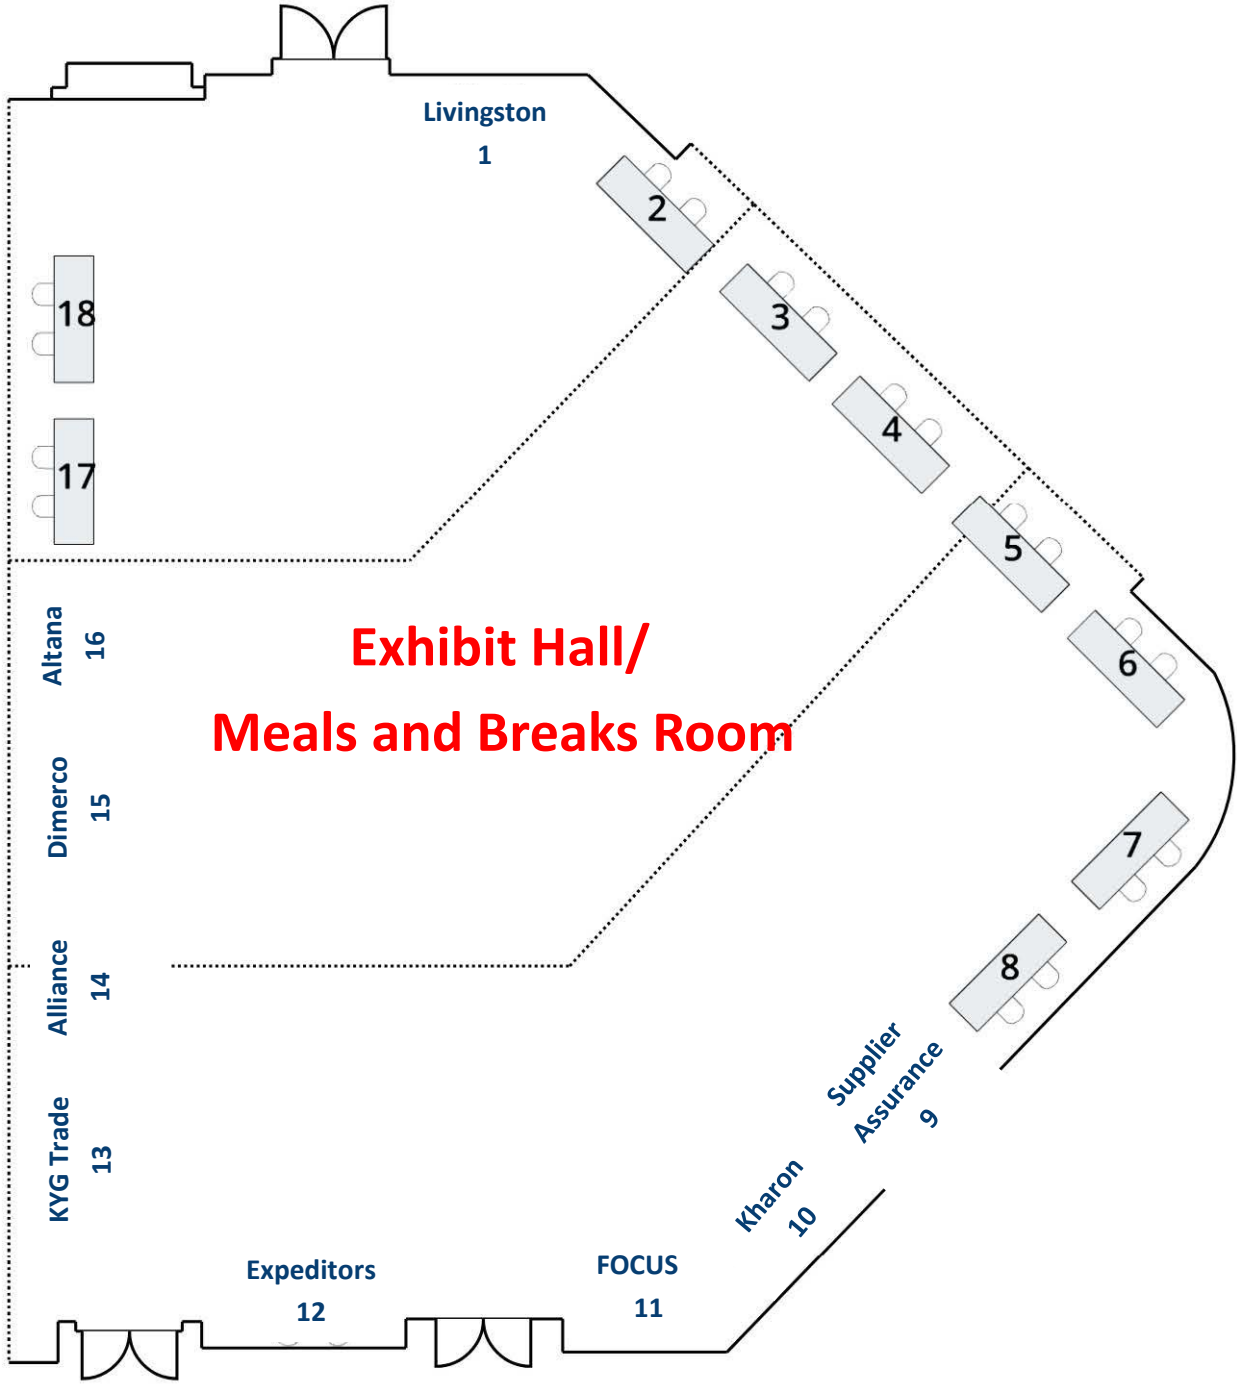 Livingston
1
2
3
4
5
6
7
8
Supplier
Assurance
9
Kharon
10
FOCUS
11
Expeditors
12
KYG Trade
13
Alliance
14
Dimerco
15
Altana
16
17
18
Exhibit Hall/
Meals and Breaks Room